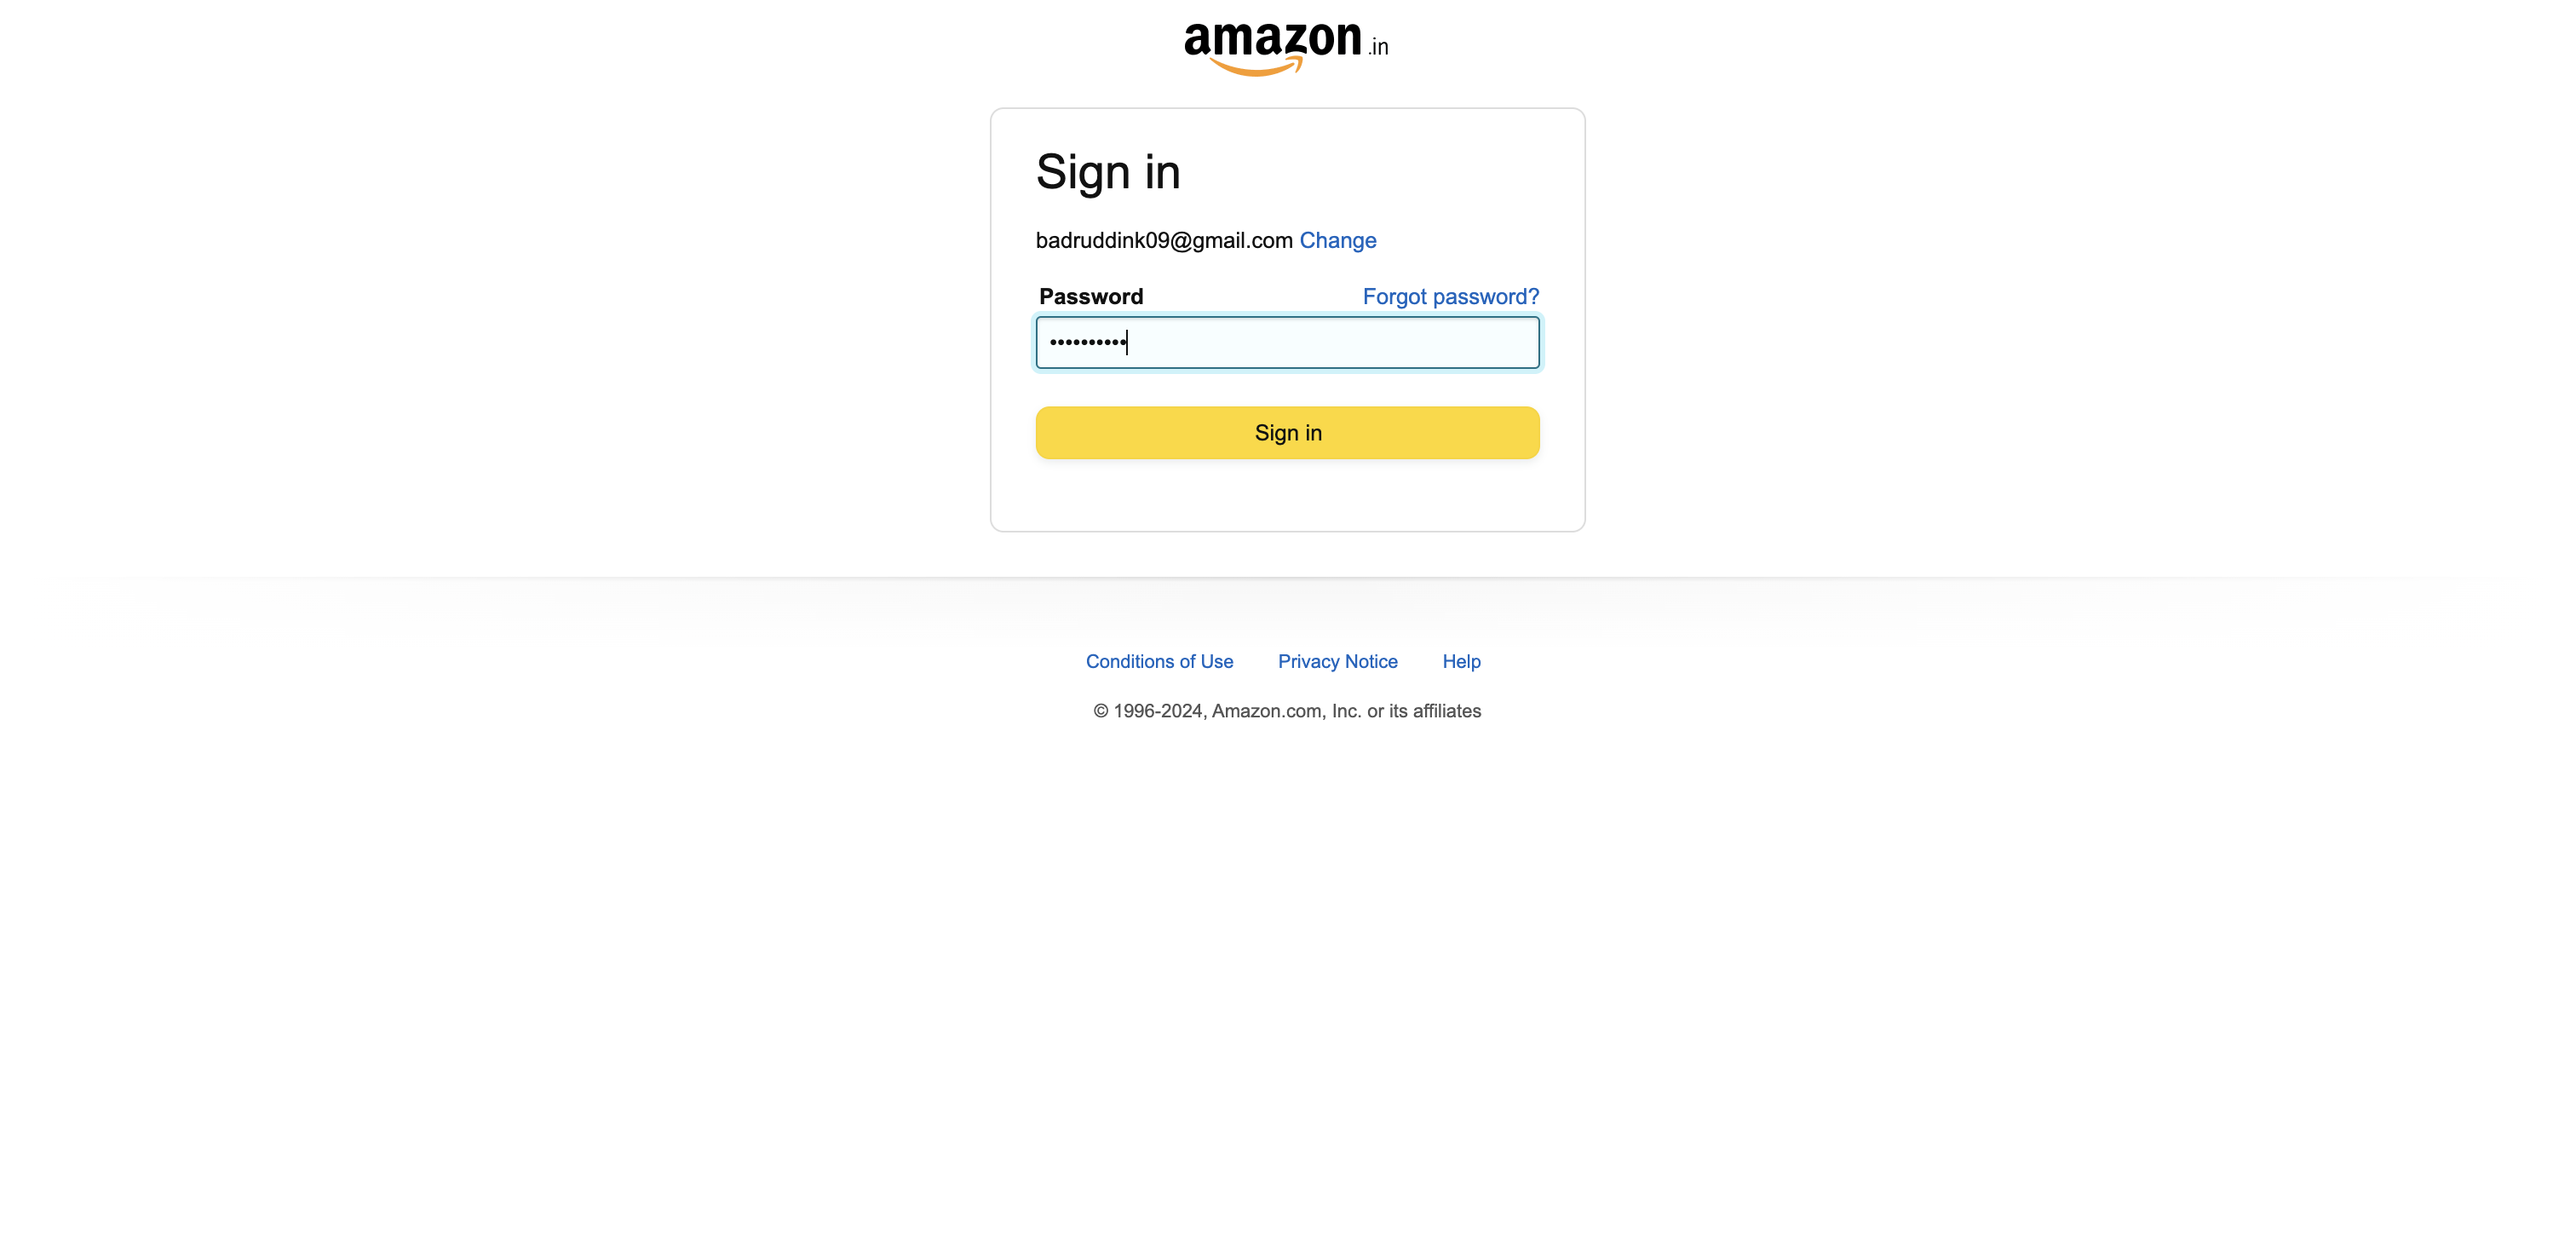 amazon.in
Sign in
badruddink09@gmail.com Change
Password Forgot password?
••••••••••
Sign in
Conditions of Use Privacy Notice Help
© 1996-2024, Amazon.com, Inc. or its affiliates